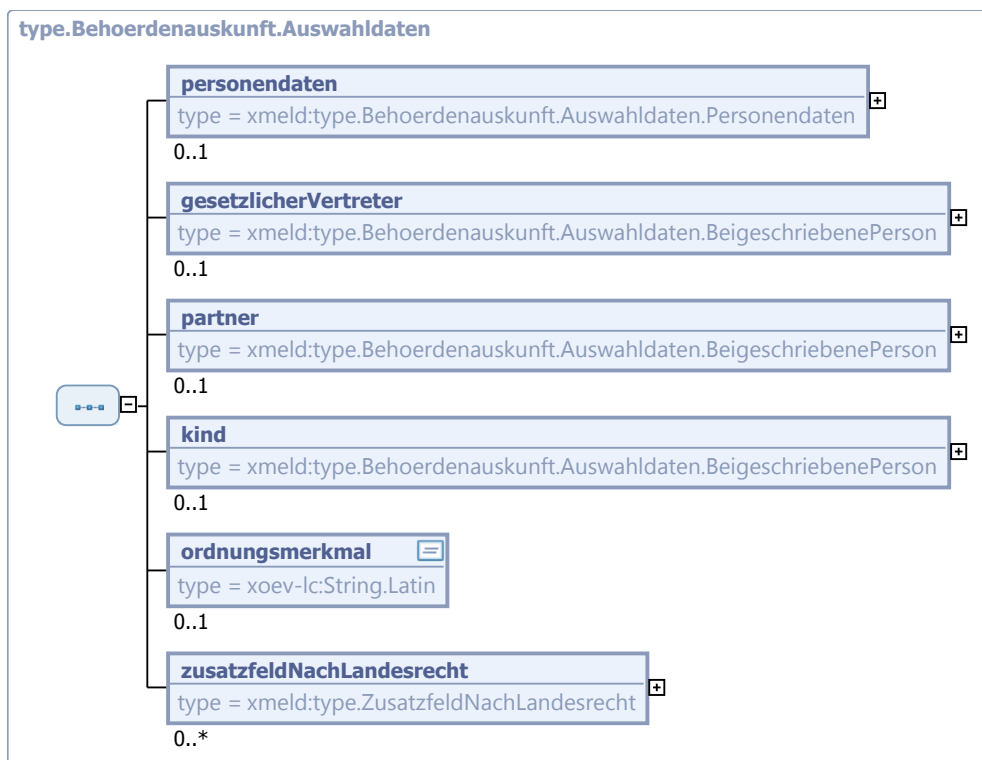 type.Behoerdenauskunft.Auswahldaten
personendaten
type = xmeld:type.Behoerdenauskunft.Auswahldaten.Personendaten
0..1
gesetzlicherVertreter
type = xmeld:type.Behoerdenauskunft.Auswahldaten.BeigeschriebenePerson
0..1
partner
type = xmeld:type.Behoerdenauskunft.Auswahldaten.BeigeschriebenePerson
0..1
kind
type = xmeld:type.Behoerdenauskunft.Auswahldaten.BeigeschriebenePerson
0..1
ordnungsmerkmal
type = xoev-lc:String.Latin
0..1
zusatzfeldNachLandesrecht
type = xmeld:type.ZusatzfeldNachLandesrecht
0..*